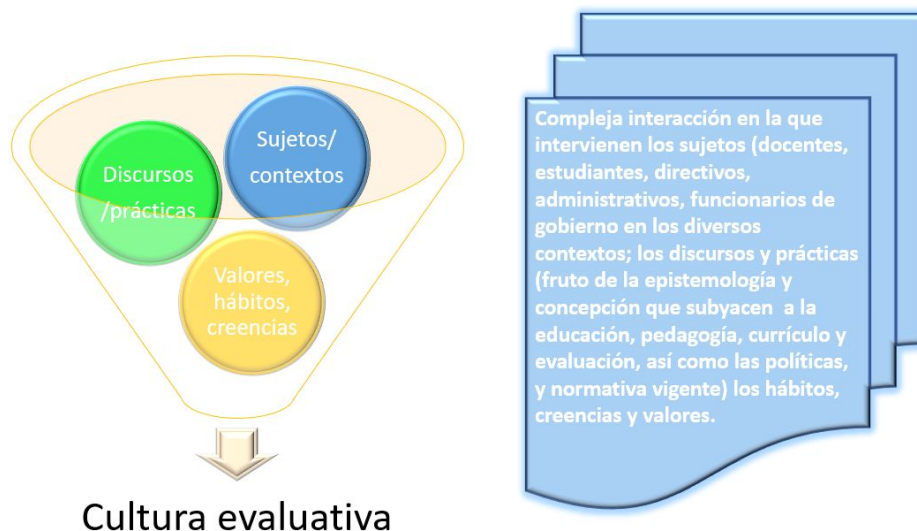 Discursos
/prácticas
Sujetos/
contextos
Valores,
hábitos,
creencias
Cultura evaluativa
Compleja interacción en la que
intervienen los sujetos (docentes,
estudiantes, directivos,
administrativos, funcionarios de
gobierno en los diversos
contextos; los discursos y prácticas
(fruto de la epistemología y
concepción que subyacen a la
educación, pedagogía, currículo y
evaluación, así como las políticas,
y normativa vigente) los hábitos,
creencias y valores.